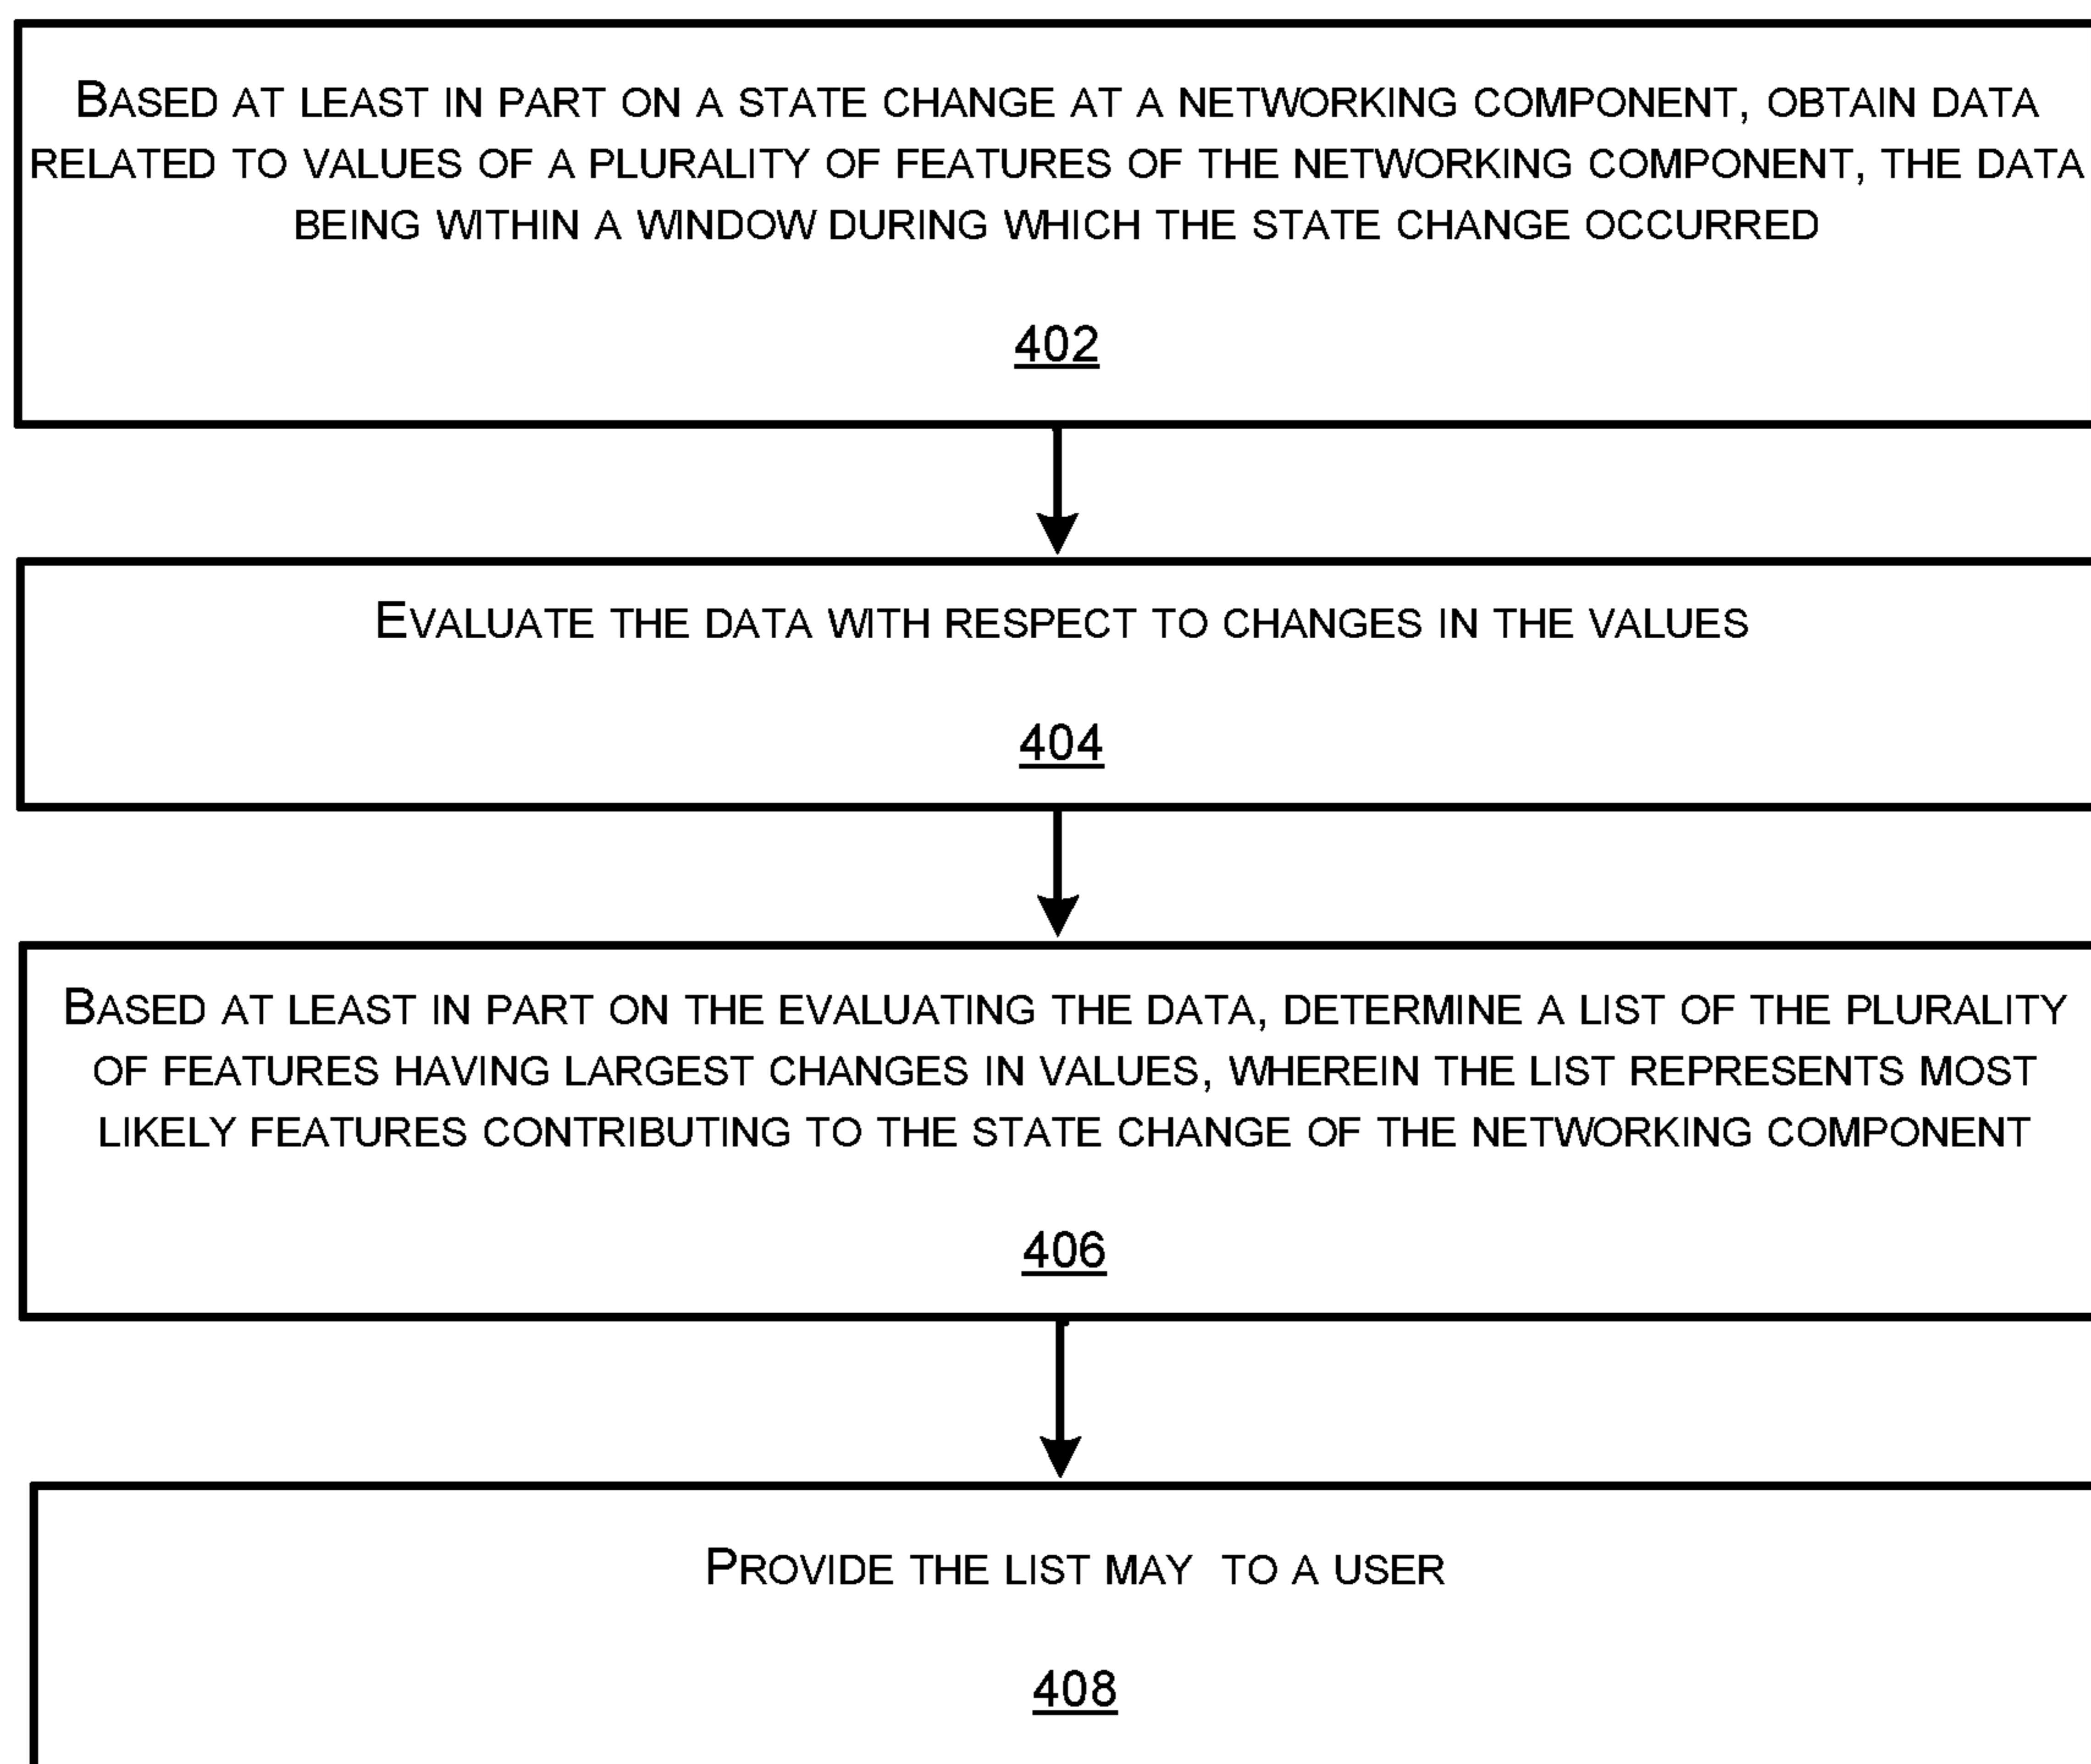 BASED AT LEAST IN PART ON A STATE CHANGE AT A NETWORKING COMPONENT, OBTAIN DATA
RELATED TO VALUES OF A PLURALITY OF FEATURES OF THE NETWORKING COMPONENT, THE DATA
BEING WITHIN A WINDOW DURING WHICH THE STATE CHANGE OCCURRED
402
EVALUATE THE DATA WITH RESPECT TO CHANGES IN THE VALUES
404
BASED AT LEAST IN PART ON THE EVALUATING THE DATA, DETERMINE A LIST OF THE PLURALITY
OF FEATURES HAVING LARGEST CHANGES IN VALUES, WHEREIN THE LIST REPRESENTS MOST
LIKELY FEATURES CONTRIBUTING TO THE STATE CHANGE OF THE NETWORKING COMPONENT
406
PROVIDE THE LIST MAY  TO A USER
408